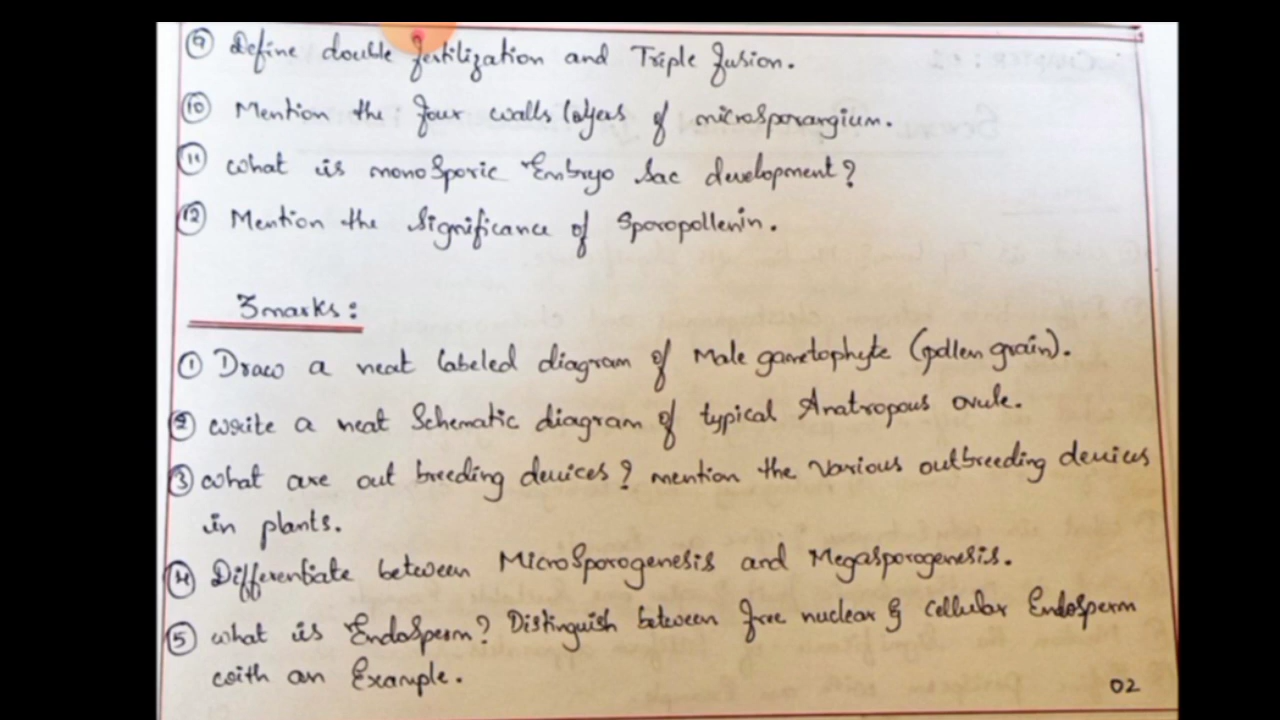 9 Define double fertilization and Triple fusion.
10 Mention the four walls layers of microsporangium.
11 What is monosporic Embryo Sac development?
12 Mention the Significance of Sporopollenin.
3marks:
1 Draw a neat labeled diagram of Male gametophyte (pollen grain).
2 write a neat Schematic diagram of typical Anatropous ovule.
3 What are out breeding devices? mention the various outbreeding devices
in plants.
4 Differentiate between MicroSporogenesis and Megasporogenesis.
5 what is Endosperm? Distinguish between free nuclear & cellular Endosperm
with an Example.
02